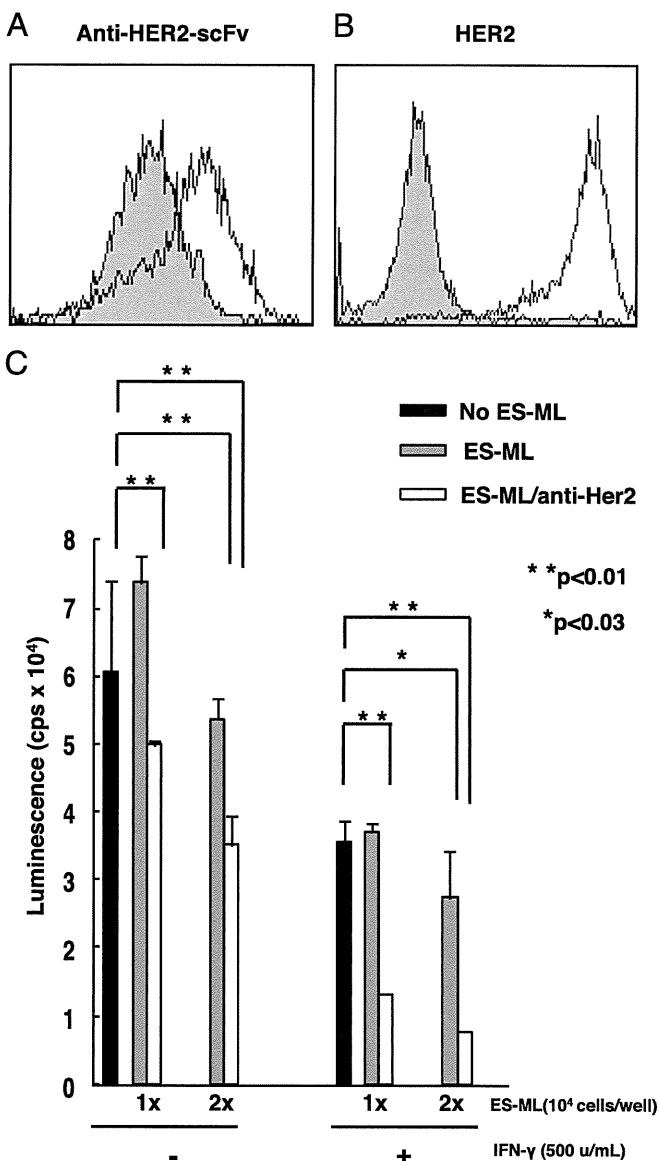 A
Anti-HER2-scFv
B
HER2
C
* *
* *
* *
No ES-ML
ES-ML
ES-ML/anti-Her2
* *p<0.01
*p<0.03
* *
*
* *
Luminescence (cps x 10⁴)
8
7
6
5
4
3
2
1
0
1x 2x 1x 2x ES-ML(10⁴ cells/well)
- + IFN-γ (500 u/mL)